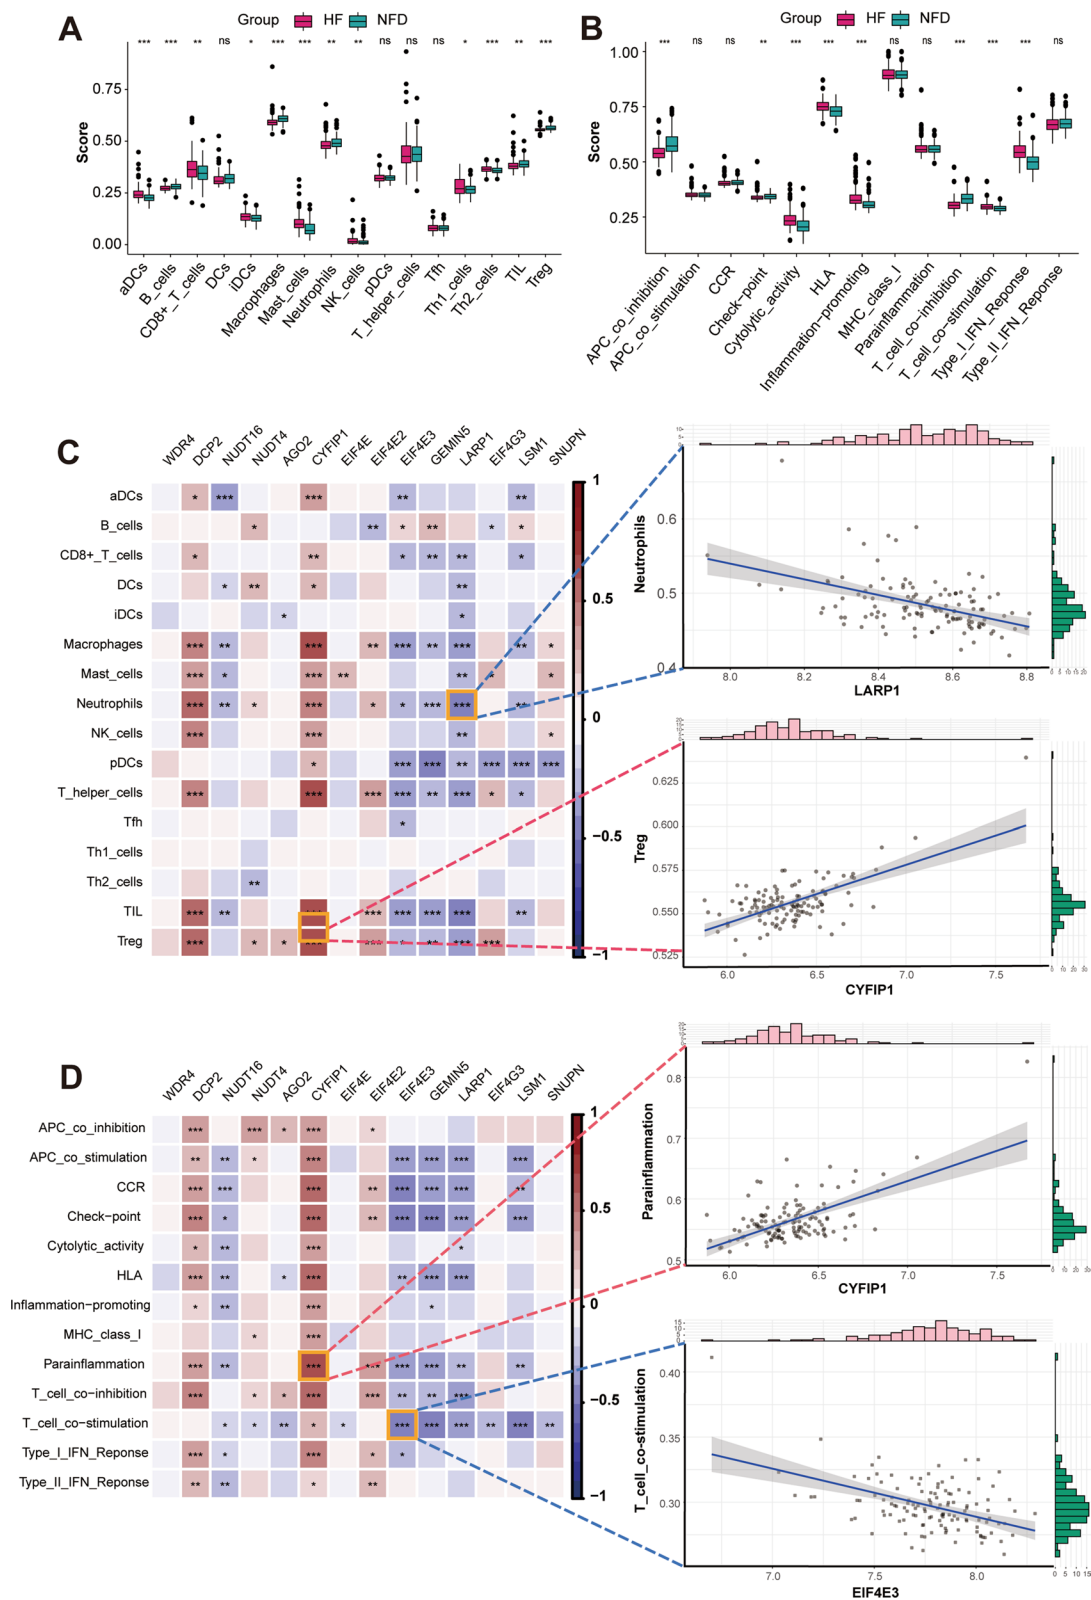 A
Group HF NFD
*** *** ** ns * *** *** ** ** ns ns ns * *** ** ***
Score
0.75
0.50
0.25
0.00
aDCs
B_cells
CD8+_T_cells
DCs
iDCs
Macrophages
Mast_cells
Neutrophils
NK_cells
pDCs
T_helper_cells
Tfh
Th1_cells
Th2_cells
TIL
Treg
B
Group HF NFD
*** ns ns ** *** *** *** ns ns *** *** *** ns
Score
1.00
0.75
0.50
0.25
APC_co_inhibition
APC_co_stimulation
CCR
Check-point
Cytolytic_activity
HLA
Inflammation-promoting
MHC_class_I
Parainflammation
T_cell_co-inhibition
T_cell_co-stimulation
Type_I_IFN_Reponse
Type_II_IFN_Reponse
C
WDR4
DCP2
NUDT16
NUDT4
AGO2
CYFIP1
EIF4E
EIF4E2
EIF4E3
GEMIN5
LARP1
EIF4G3
LSM1
SNUPN
aDCs * *** *** ** **
B_cells * ** * ** * *
CD8+_T_cells * ** * ** ** *
DCs * ** * **
iDCs * *
Macrophages *** ** *** ** *** ** *** ** *
Mast_cells *** * *** ** ** * *
Neutrophils *** ** * *** * * *** *** **
NK_cells *** *** ** *
pDCs * *** *** ** *** *** ***
T_helper_cells *** *** *** *** ** *** * *
Tfh *
Th1_cells
Th2_cells **
TIL *** ** *** *** *** *** *** **
Treg *** * * *** *** * ** *** ***
1
0.5
0
−0.5
−1
Neutrophils
0.6
0.5
0.4
8.0 8.2 8.4 8.6 8.8
LARP1
Treg
0.625
0.600
0.575
0.550
0.525
6.0 6.5 7.0 7.5
CYFIP1
D
WDR4
DCP2
NUDT16
NUDT4
AGO2
CYFIP1
EIF4E
EIF4E2
EIF4E3
GEMIN5
LARP1
EIF4G3
LSM1
SNUPN
APC_co_inhibition *** *** * *** *
APC_co_stimulation ** ** * *** *** *** *** ***
CCR *** *** *** ** *** *** *** **
Check-point *** * *** ** *** *** *** ***
Cytolytic_activity * ** *** *
HLA *** ** * *** ** *** ***
Inflammation-promoting * ** *** *
MHC_class_I * ***
Parainflammation *** ** *** *** *** *** ** **
T_cell_co-inhibition *** * * *** *** ** ** ***
T_cell_co-stimulation * * ** * * *** *** *** ** *** **
Type_I_IFN_Reponse *** * *** * *
Type_II_IFN_Reponse ** ** * **
1
0.5
0
−0.5
−1
Parainflammation
0.8
0.7
0.6
0.5
6.0 6.5 7.0 7.5
CYFIP1
T_cell_co-stimulation
0.40
0.35
0.30
7.0 7.5 8.0
EIF4E3